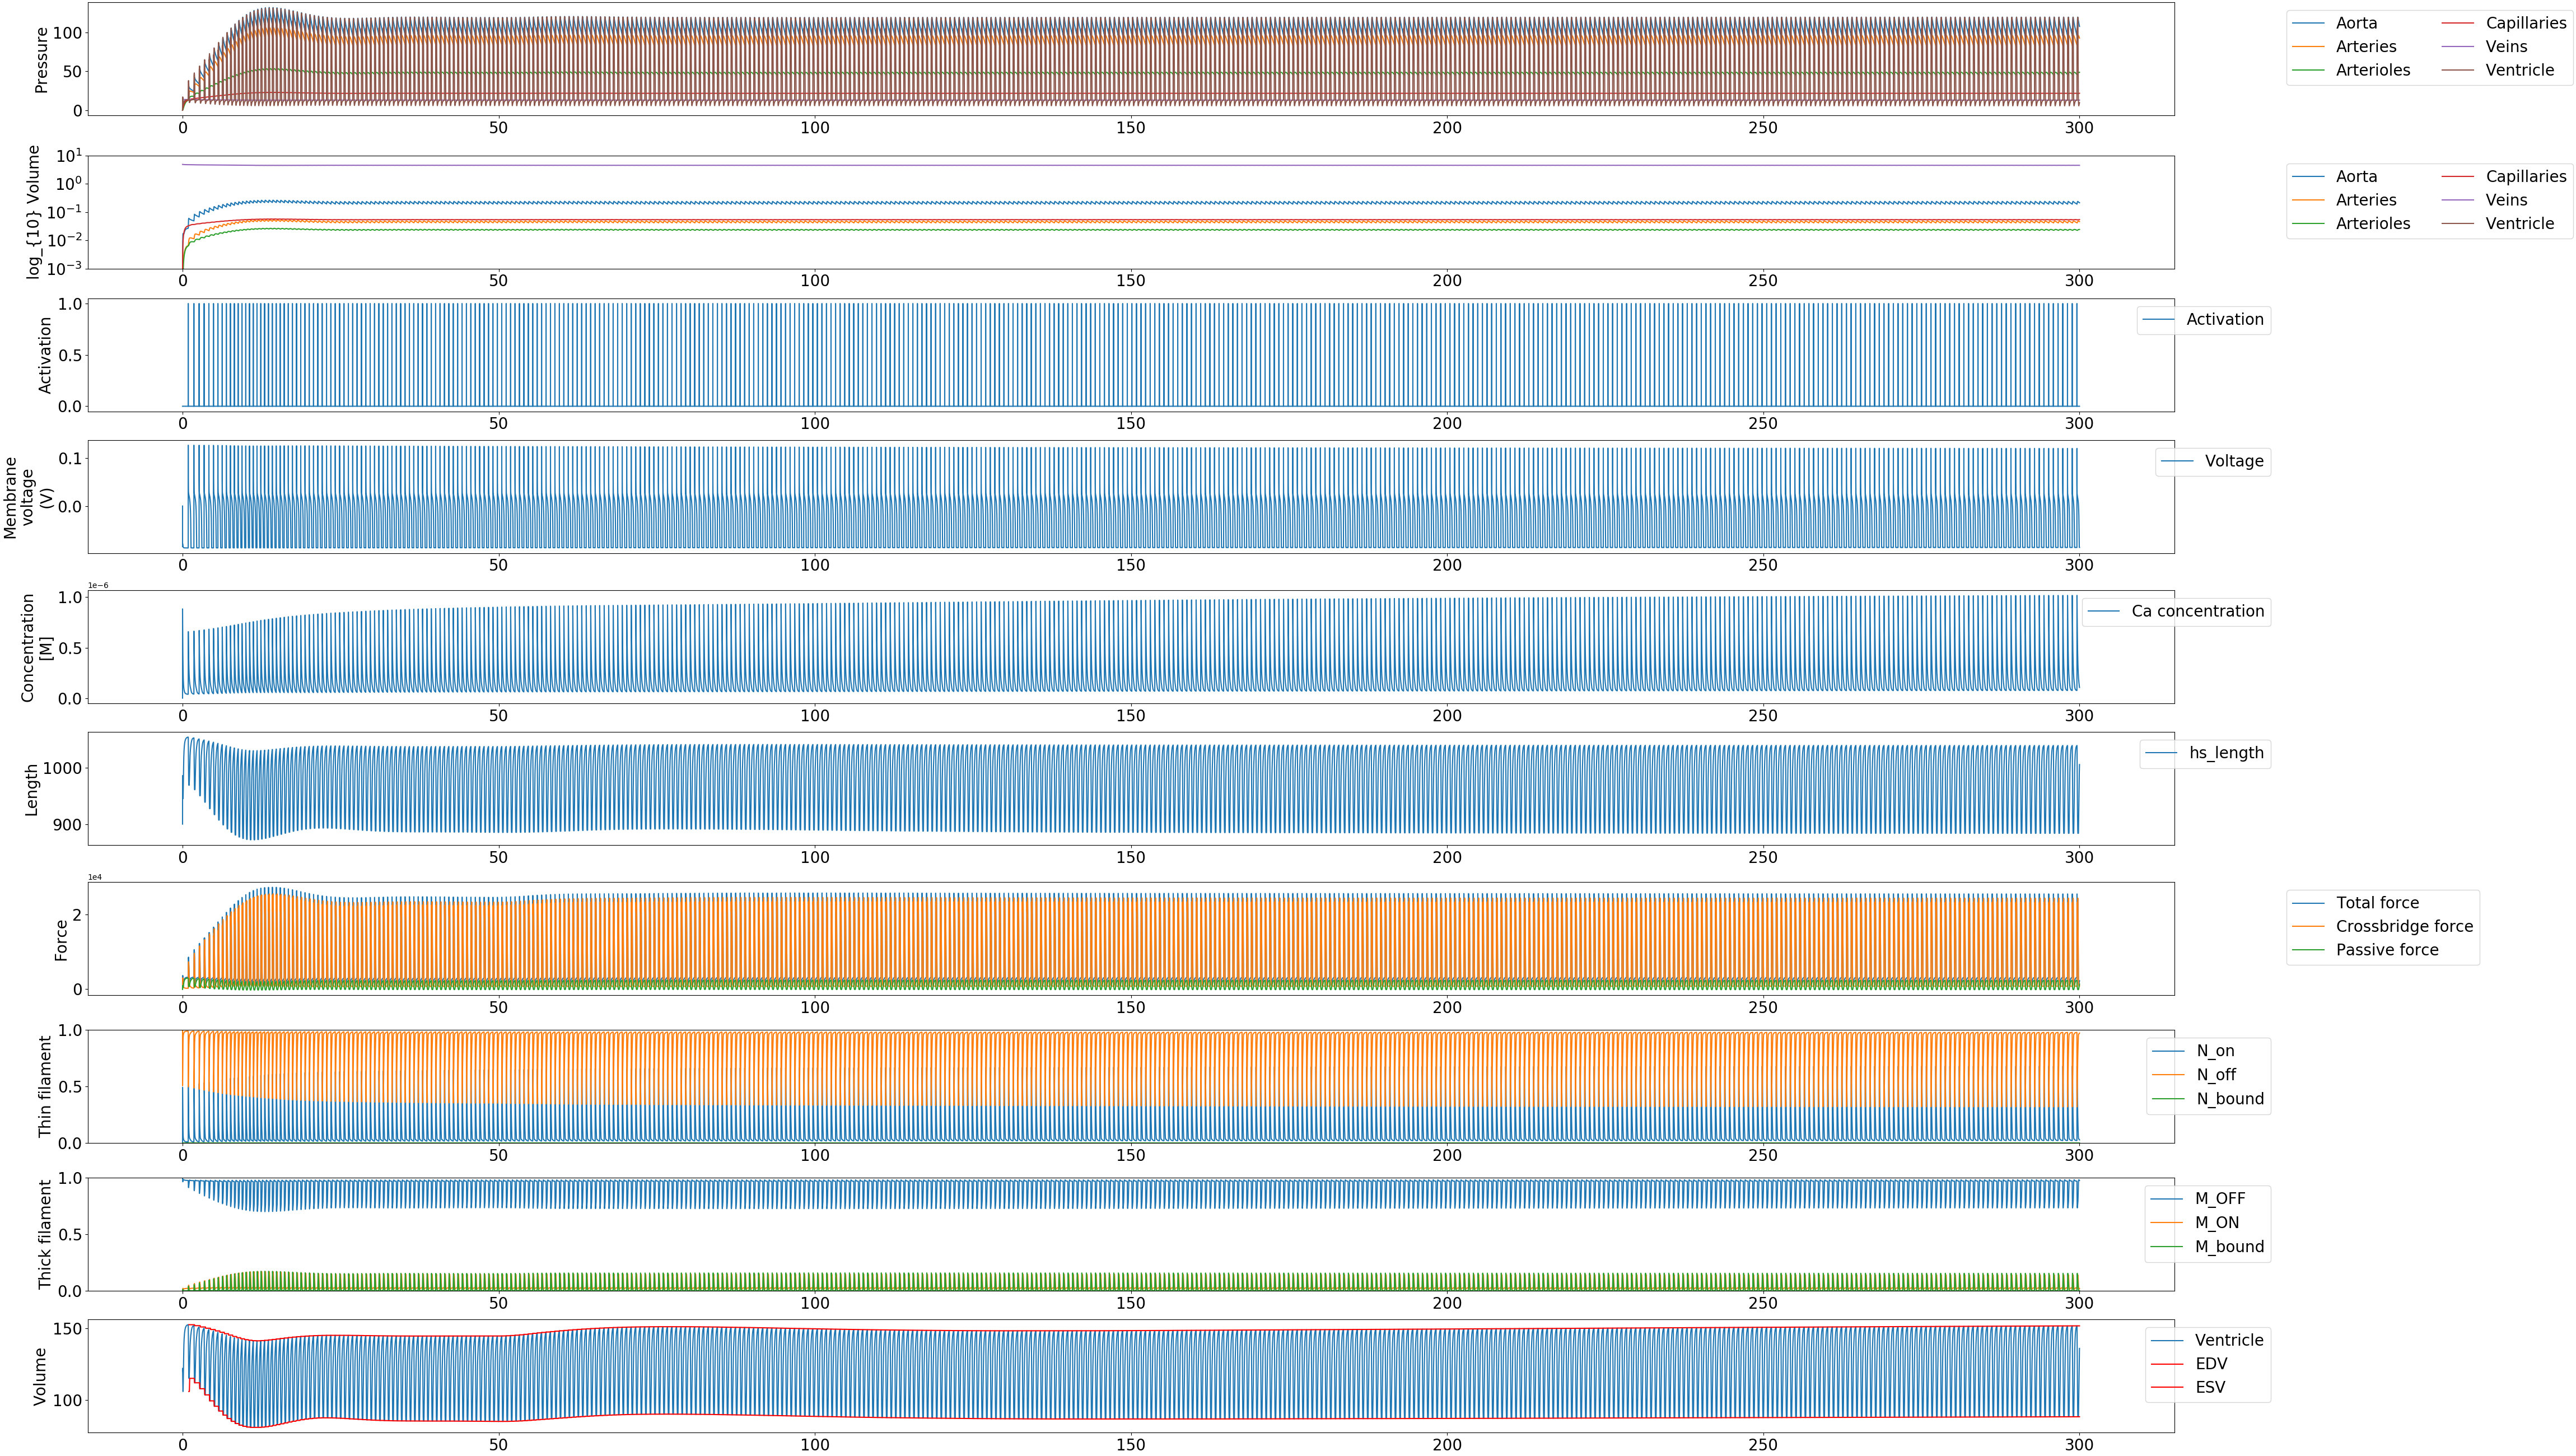 Pressure
100
50
0
0 50 100 150 200 250 300
Aorta Capillaries
Arteries Veins
Arterioles Ventricle
log_{10} Volume
10^1
10^0
10^−1
10^−2
10^−3
0 50 100 150 200 250 300
Aorta Capillaries
Arteries Veins
Arterioles Ventricle
Activation
1.0
0.5
0.0
0 50 100 150 200 250 300
Activation
Membrane
voltage
(V)
0.1
0.0
0 50 100 150 200 250 300
Voltage
1e−6
Concentration
[M]
1.0
0.5
0.0
0 50 100 150 200 250 300
Ca concentration
Length
1000
900
0 50 100 150 200 250 300
hs_length
1e4
Force
2
0
0 50 100 150 200 250 300
Total force
Crossbridge force
Passive force
Thin filament
1.0
0.5
0.0
0 50 100 150 200 250 300
N_on
N_off
N_bound
Thick filament
1.0
0.5
0.0
0 50 100 150 200 250 300
M_OFF
M_ON
M_bound
Volume
150
100
0 50 100 150 200 250 300
Ventricle
EDV
ESV